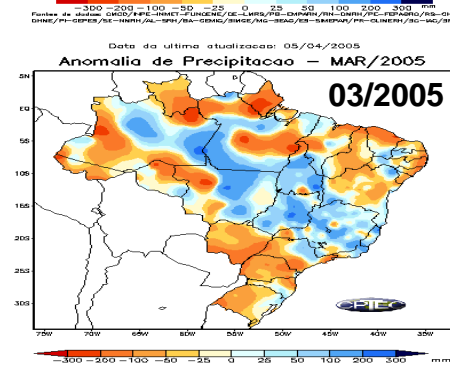 -300 -200 -100 -50 -25 0 25 50 100 200 300 mm
Data da ultima atualizacao: 05/04/2005
Anomalia de Precipitacao – MAR/2005
03/2005
5N
EQ
5S
10S
15S
20S
25S
30S
CPTEC
75W 70W 65W 60W 55W 50W 45W 40W 35W
-300 -200 -100 -50 -25 0 25 50 100 200 300 mm